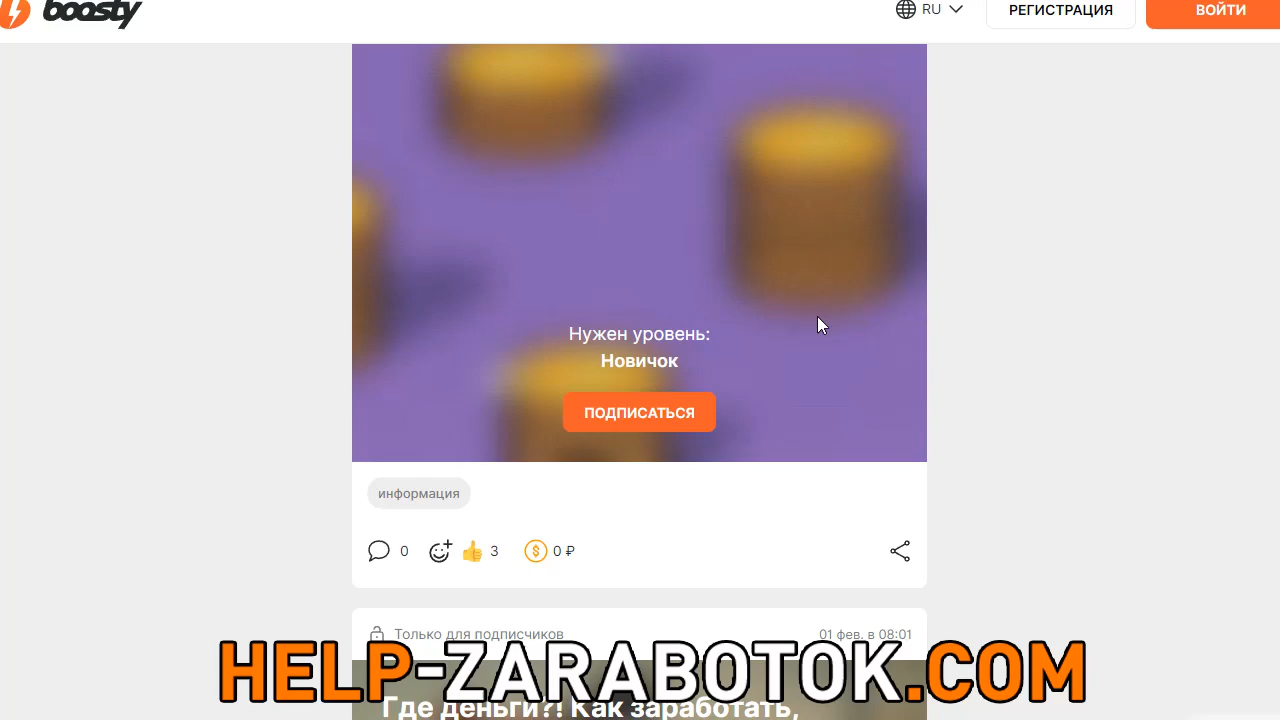 boosty
RU
РЕГИСТРАЦИЯ
ВОЙТИ
Нужен уровень:
Новичок
ПОДПИСАТЬСЯ
информация
0
3
0 ₽
Только для подписчиков
01 фев. в 08:01
HELP-ZARABOTOK.COM
Где деньги?! Как заработать,